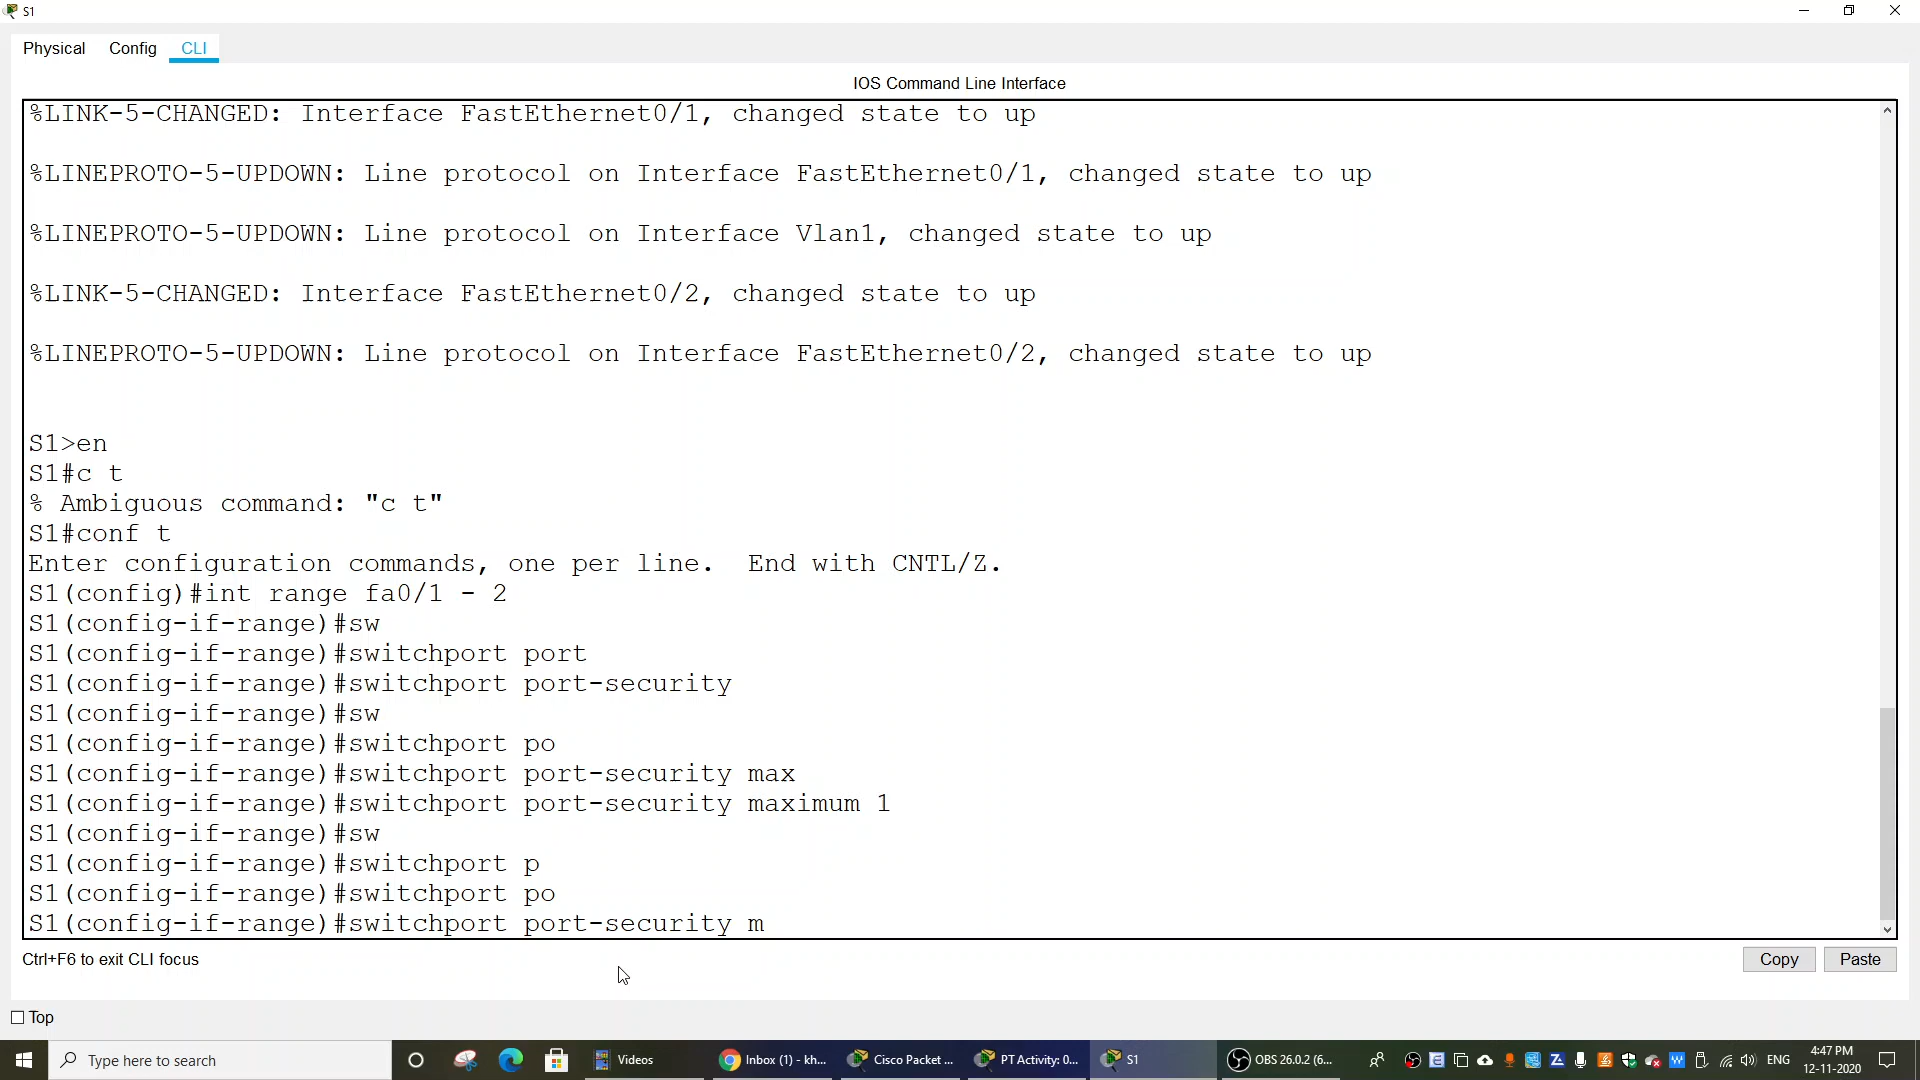 S1
Physical Config CLI
IOS Command Line Interface
%LINK-5-CHANGED: Interface FastEthernet0/1, changed state to up
%LINEPROTO-5-UPDOWN: Line protocol on Interface FastEthernet0/1, changed state to up
%LINEPROTO-5-UPDOWN: Line protocol on Interface Vlan1, changed state to up
%LINK-5-CHANGED: Interface FastEthernet0/2, changed state to up
%LINEPROTO-5-UPDOWN: Line protocol on Interface FastEthernet0/2, changed state to up
S1>en
S1#c t
% Ambiguous command: "c t"
S1#conf t
Enter configuration commands, one per line.  End with CNTL/Z.
S1(config)#int range fa0/1 - 2
S1(config-if-range)#sw
S1(config-if-range)#switchport port
S1(config-if-range)#switchport port-security
S1(config-if-range)#sw
S1(config-if-range)#switchport po
S1(config-if-range)#switchport port-security max
S1(config-if-range)#switchport port-security maximum 1
S1(config-if-range)#sw
S1(config-if-range)#switchport p
S1(config-if-range)#switchport po
S1(config-if-range)#switchport port-security m
Ctrl+F6 to exit CLI focus
Copy Paste
Top
Type here to search Videos Inbox (1) - kh... Cisco Packet ... PT Activity: 0... S1 OBS 26.0.2 (6... ENG 4:47 PM
12-11-2020